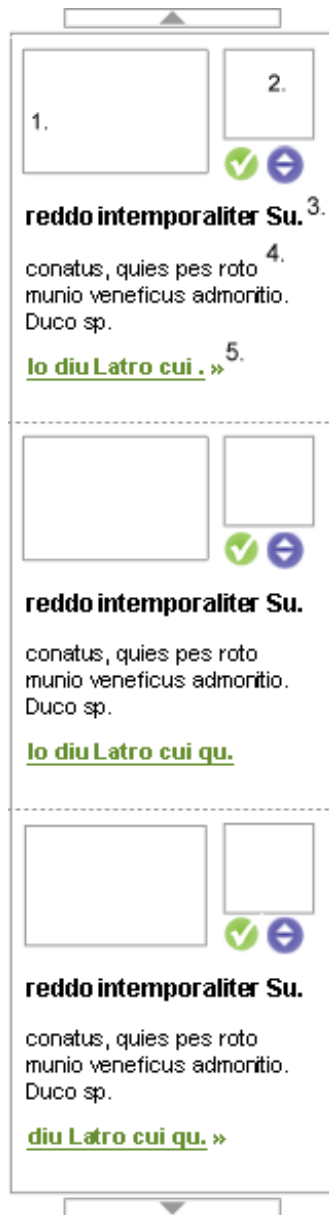 1.
2.
reddo intemporaliter Su. 3.
conatus, quies pes roto 4.
munio veneficus admonitio.
Duco sp.
Io diu Latro cui . » 5.
reddo intemporaliter Su.
conatus, quies pes roto
munio veneficus admonitio.
Duco sp.
Io diu Latro cui qu.
reddo intemporaliter Su.
conatus, quies pes roto
munio veneficus admonitio.
Duco sp.
diu Latro cui qu. »